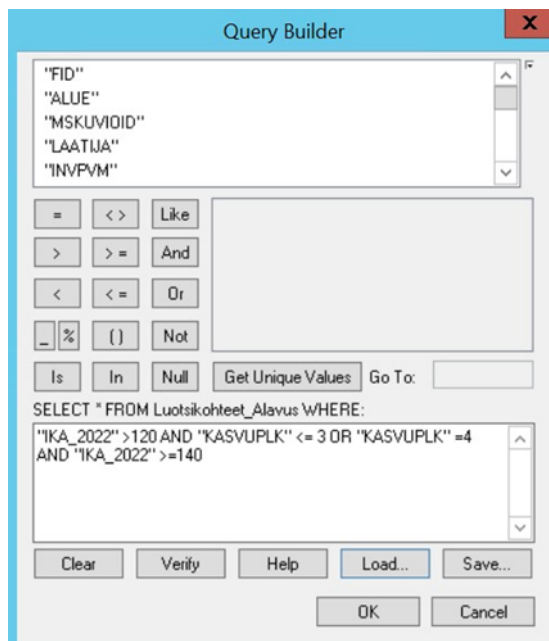 Query Builder
X
"FID"
"ALUE"
"MSKUVIOID"
"LAATIJA"
"INVPVM"
= < > Like
> > = And
< < = Or
_ % ( ) Not
Is In Null Get Unique Values Go To:
SELECT * FROM Luotsikohteet_Alavus WHERE:
"IKA_2022" >120 AND "KASVUPLK" <= 3 OR "KASVUPLK" =4
AND "IKA_2022" >=140
Clear Verify Help Load... Save...
OK Cancel